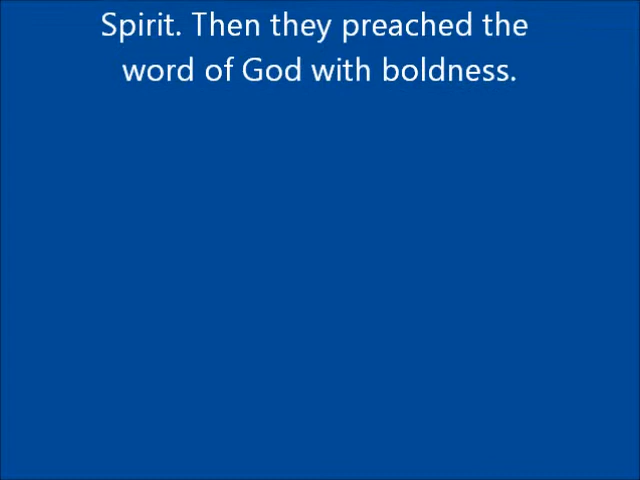 Spirit. Then they preached the
word of God with boldness.